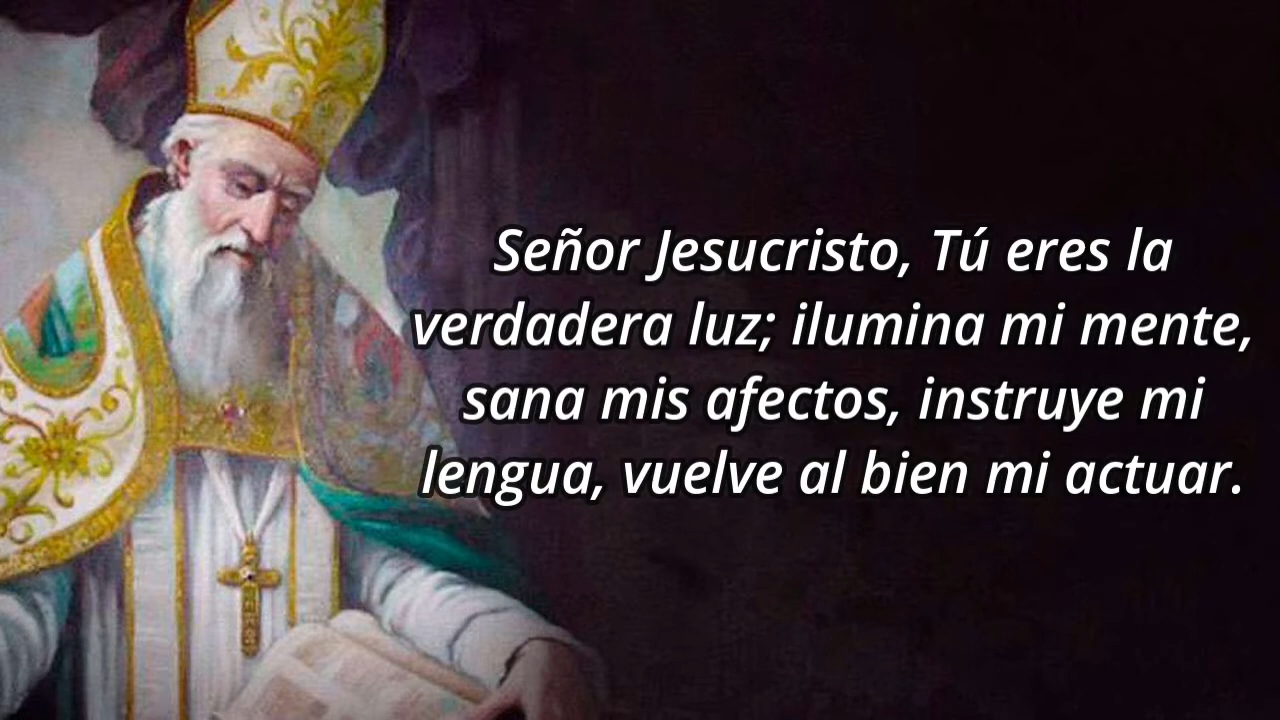 Señor Jesucristo, Tú eres la
verdadera luz; ilumina mi mente,
sana mis afectos, instruye mi
lengua, vuelve al bien mi actuar.